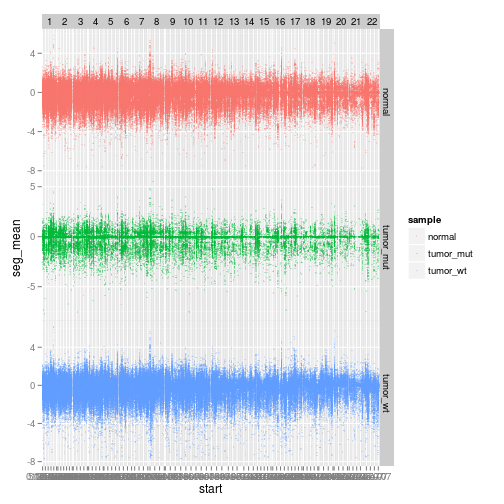 1 2 3 4 5 6 7 8 9 10 11 12 13 14 15 16 17 18 19 20 21 22
4
0
-4
-8
normal
5
0
-5
tumor_mut
4
0
-4
-8
tumor_wt
seg_mean
start
sample
normal
tumor_mut
tumor_wt